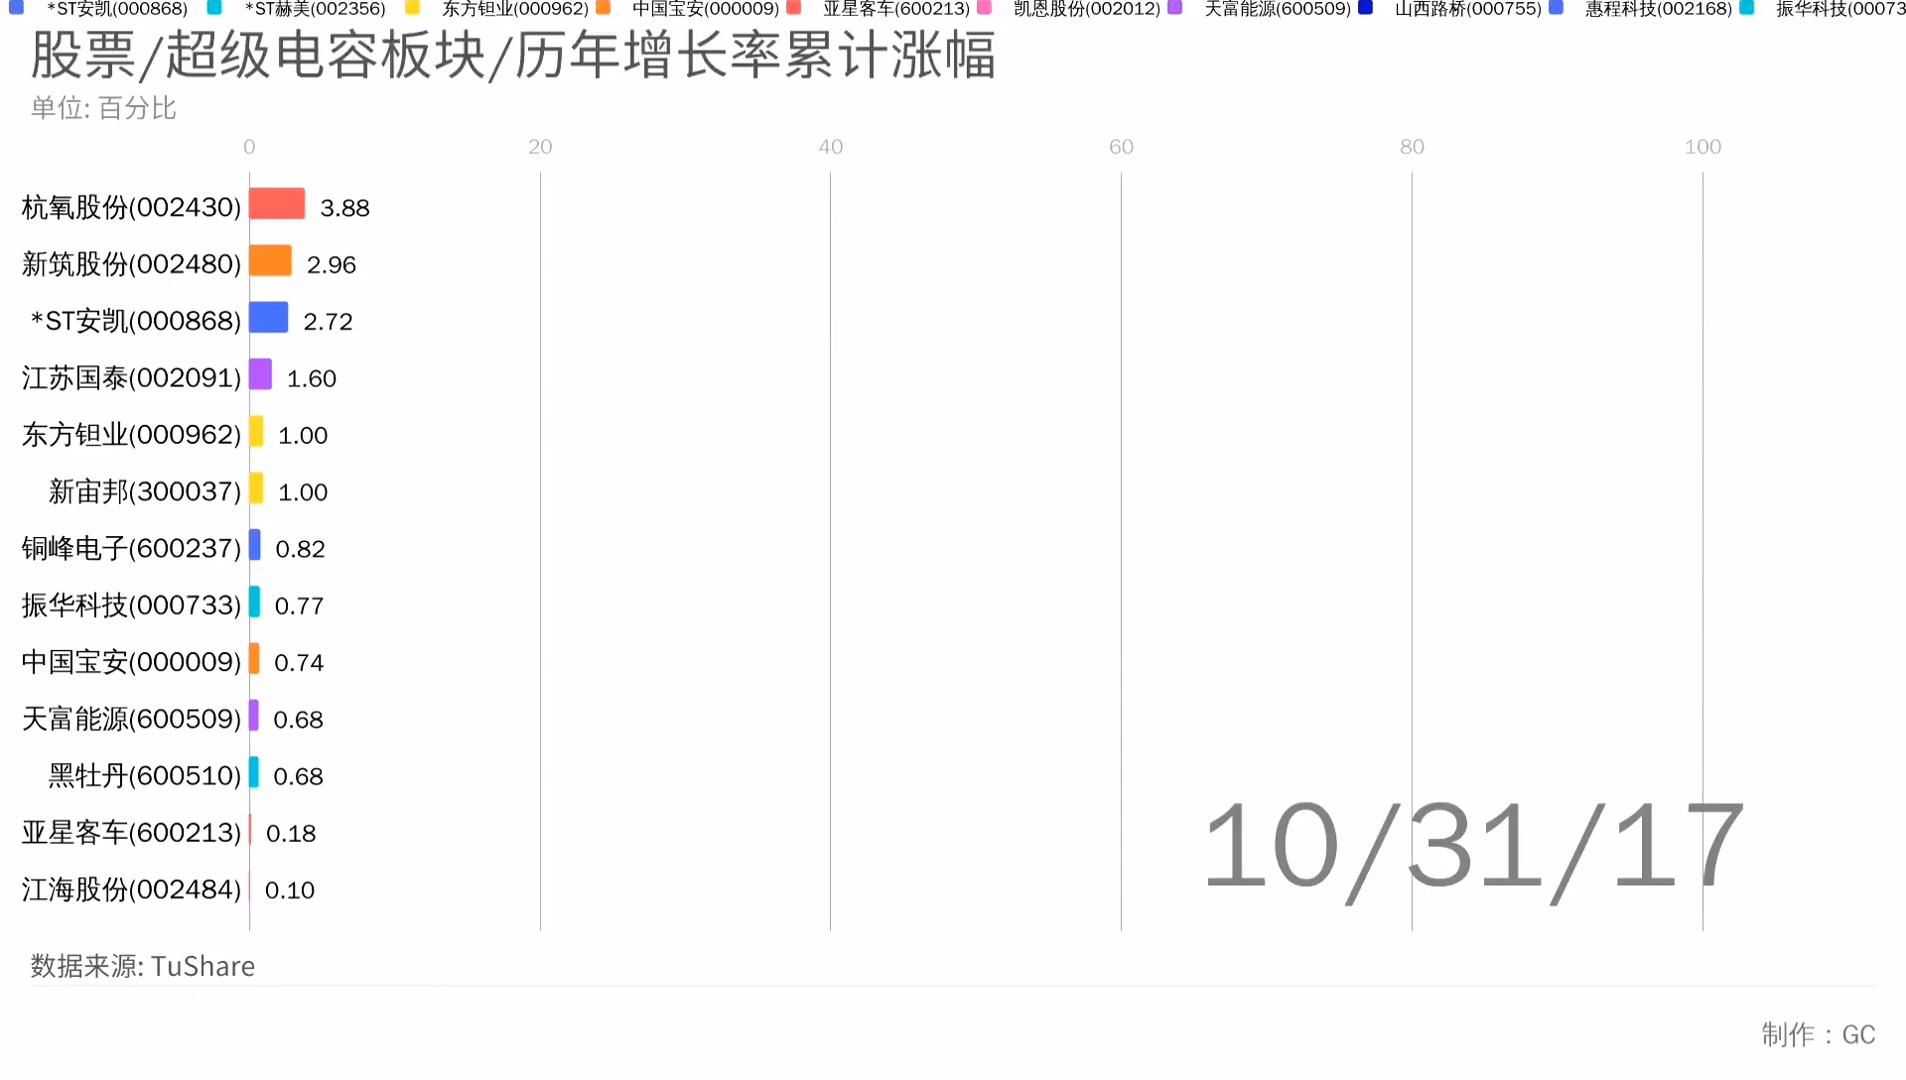 *ST安凯(000868) *ST赫美(002356) 东方钽业(000962) 中国宝安(000009) 亚星客车(600213) 凯恩股份(002012) 天富能源(600509) 山西路桥(000755) 惠程科技(002168) 振华科技(00073
股票/超级电容板块/历年增长率累计涨幅
单位: 百分比
0 20 40 60 80 100
杭氧股份(002430) 3.88
新筑股份(002480) 2.96
*ST安凯(000868) 2.72
江苏国泰(002091) 1.60
东方钽业(000962) 1.00
新宙邦(300037) 1.00
铜峰电子(600237) 0.82
振华科技(000733) 0.77
中国宝安(000009) 0.74
天富能源(600509) 0.68
黑牡丹(600510) 0.68
亚星客车(600213) 0.18
江海股份(002484) 0.10
10/31/17
数据来源: TuShare
制作：GC